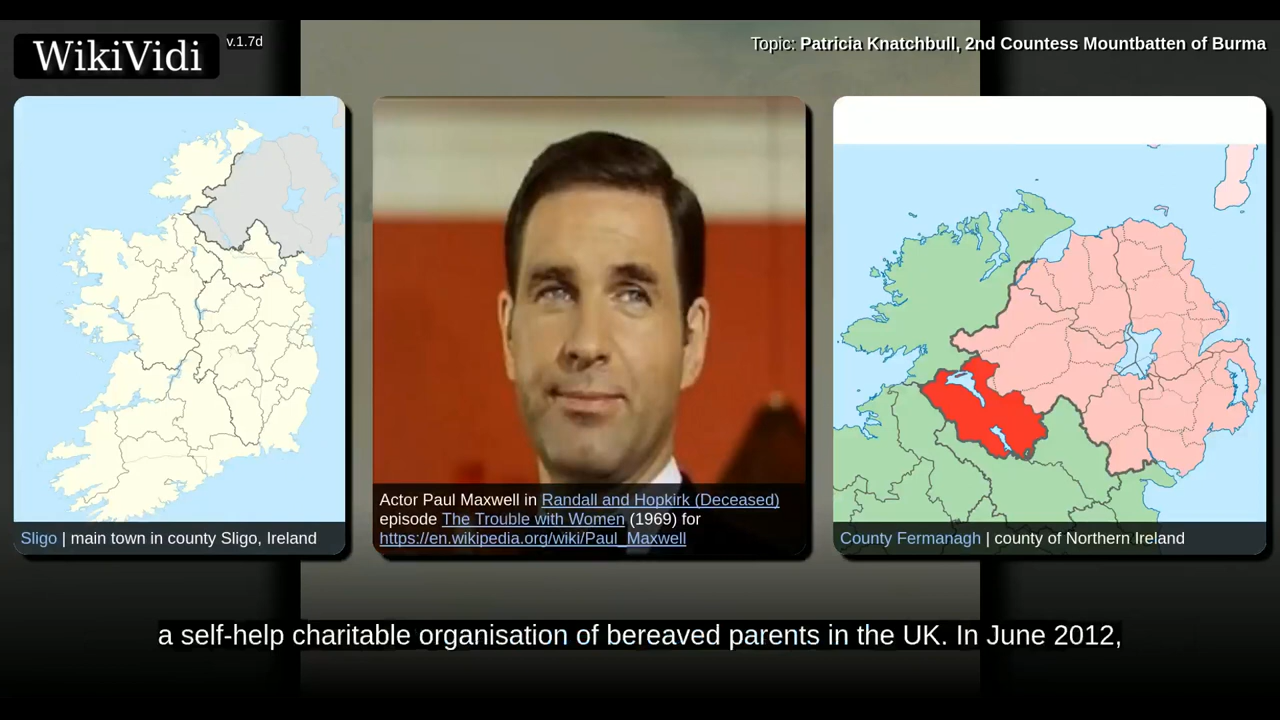 WikiVidi
v.1.7d
Topic: Patricia Knatchbull, 2nd Countess Mountbatten of Burma
Sligo | main town in county Sligo, Ireland
Actor Paul Maxwell in Randall and Hopkirk (Deceased)
episode The Trouble with Women (1969) for
https://en.wikipedia.org/wiki/Paul_Maxwell
County Fermanagh | county of Northern Ireland
a self-help charitable organisation of bereaved parents in the UK. In June 2012,